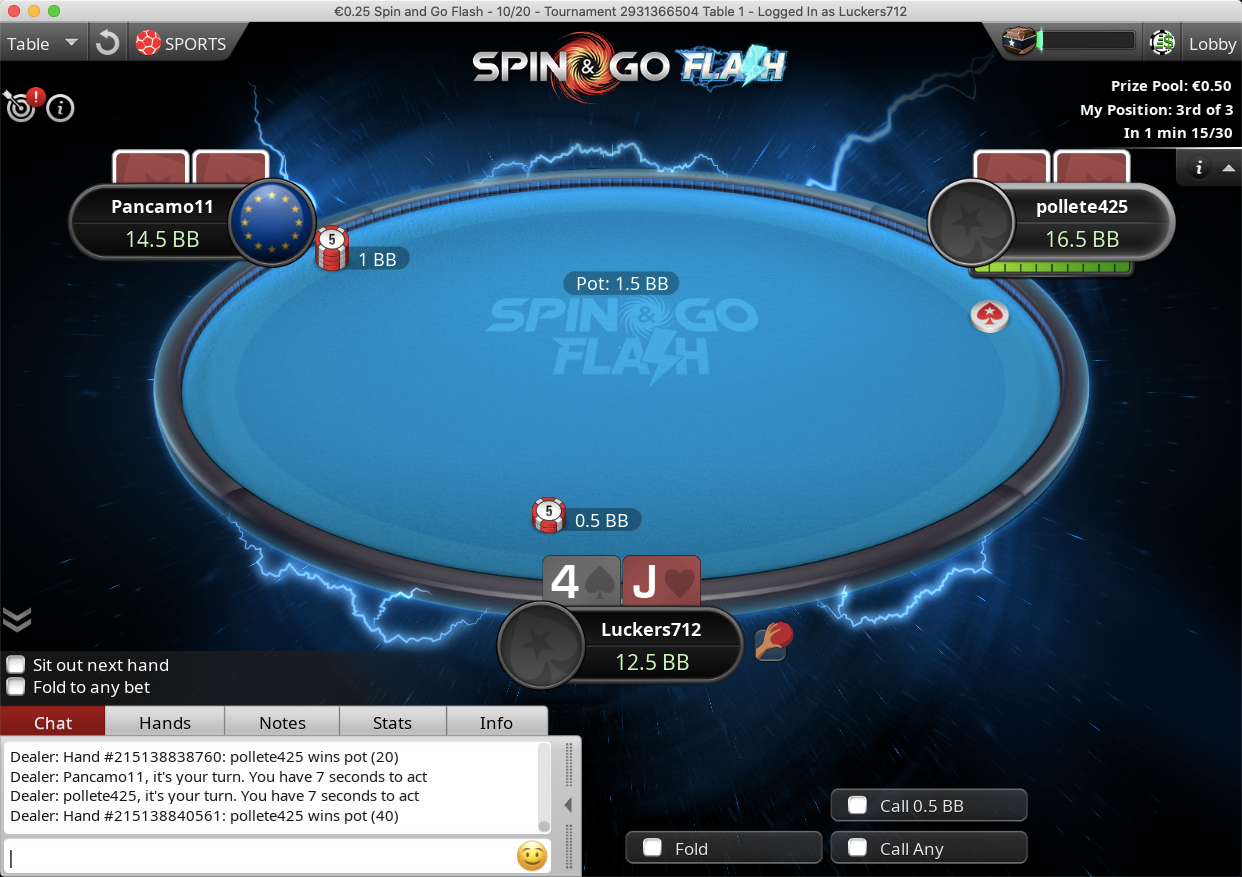 €0.25 Spin and Go Flash - 10/20 - Tournament 2931366504 Table 1 - Logged In as Luckers712
Table
SPORTS
SPIN&GO FLASH
$
Lobby
Prize Pool: €0.50
My Position: 3rd of 3
In 1 min 15/30
!
i
i
Pancamo11
14.5 BB
pollete425
16.5 BB
5
1 BB
Pot: 1.5 BB
SPIN&GO
FLASH
5
0.5 BB
4 J
Luckers712
12.5 BB
Sit out next hand
Fold to any bet
Chat
Hands
Notes
Stats
Info
Dealer: Hand #215138838760: pollete425 wins pot (20)
Dealer: Pancamo11, it's your turn. You have 7 seconds to act
Dealer: pollete425, it's your turn. You have 7 seconds to act
Dealer: Hand #215138840561: pollete425 wins pot (40)
Call 0.5 BB
Fold
Call Any